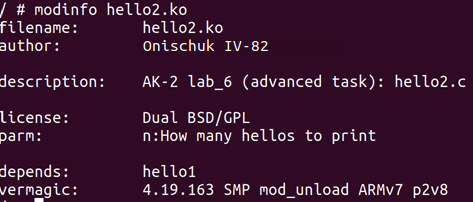 / # modinfo hello2.ko
filename: hello2.ko
author: Onischuk IV-82
description: AK-2 lab_6 (advanced task): hello2.c
license: Dual BSD/GPL
parm: n:How many hellos to print
depends: hello1
vermagic: 4.19.163 SMP mod_unload ARMv7 p2v8